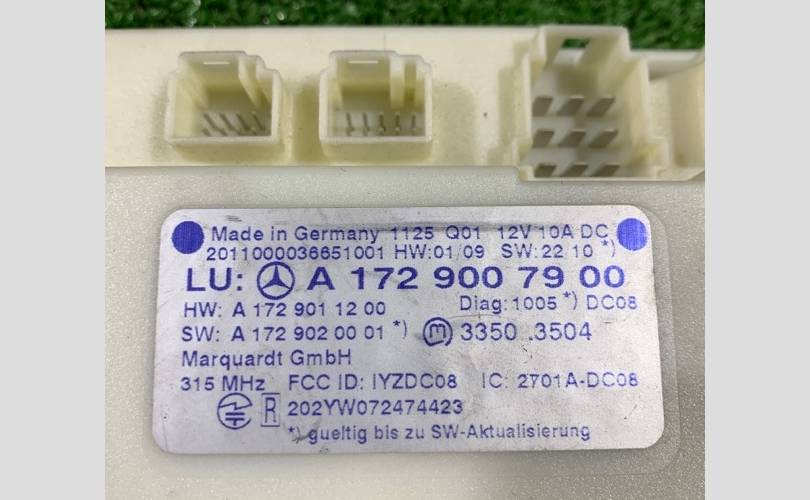 Made in Germany 1125 Q01 12V 10A DC
2011000036651001 HW:01/09 SW:22 10 *)
LU: A 172 900 79 00
HW: A 172 901 12 00 Diag:1005 *) DC08
SW: A 172 902 00 01 *) m 3350 .3504
Marquardt GmbH
315 MHz FCC ID: IYZDC08 IC: 2701A-DC08
R 202YW072474423
*) gueltig bis zu SW-Aktualisierung